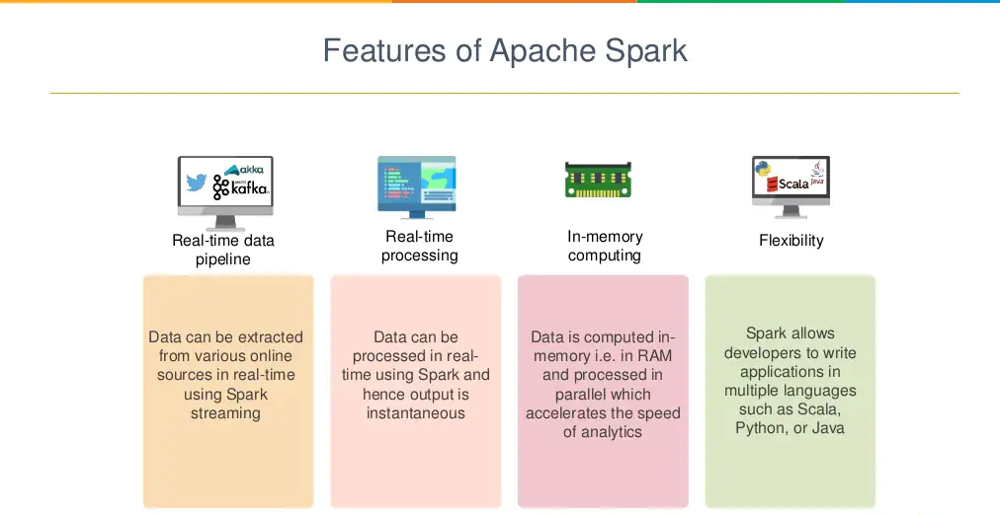 Features of Apache Spark
akka
kafka
Scala
Java
Real-time data
pipeline
Real-time
processing
In-memory
computing
Flexibility
Data can be extracted
from various online
sources in real-time
using Spark
streaming
Data can be
processed in real-
time using Spark and
hence output is
instantaneous
Data is computed in-
memory i.e. in RAM
and processed in
parallel which
accelerates the speed
of analytics
Spark allows
developers to write
applications in
multiple languages
such as Scala,
Python, or Java